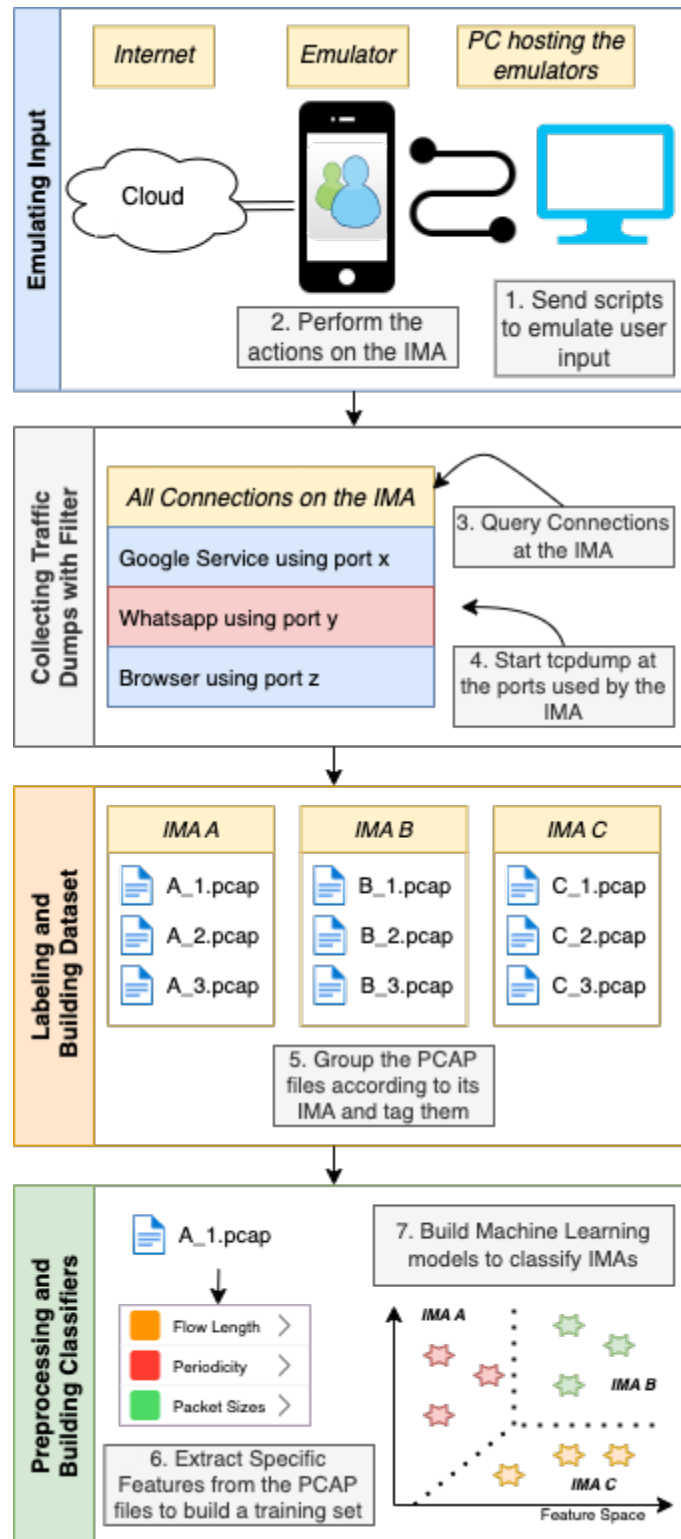 Emulating Input
Internet
Emulator
PC hosting the
emulators
Cloud
1. Send scripts
to emulate user
input
2. Perform the
actions on the IMA
Collecting Traffic
Dumps with Filter
All Connections on the IMA
Google Service using port x
Whatsapp using port y
Browser using port z
3. Query Connections
at the IMA
4. Start tcpdump at
the ports used by the
IMA
Labeling and
Building Dataset
IMA A
A_1.pcap
A_2.pcap
A_3.pcap
IMA B
B_1.pcap
B_2.pcap
B_3.pcap
IMA C
C_1.pcap
C_2.pcap
C_3.pcap
5. Group the PCAP
files according to its
IMA and tag them
Preprocessing and
Building Classifiers
A_1.pcap
Flow Length
Periodicity
Packet Sizes
6. Extract Specific
Features from the PCAP
files to build a training set
7. Build Machine Learning
models to classify IMAs
IMA A
IMA B
IMA C
Feature Space